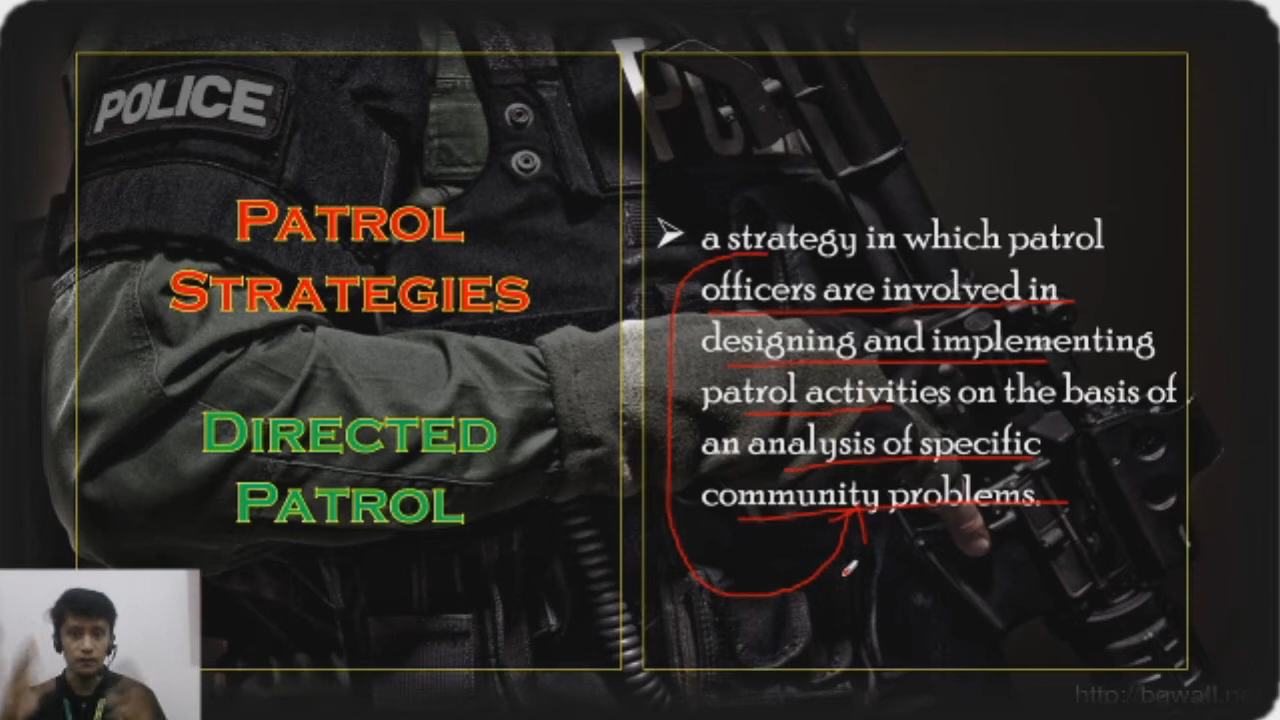 POLICE
PATROL
STRATEGIES
DIRECTED
PATROL
a strategy in which patrol
officers are involved in
designing and implementing
patrol activities on the basis of
an analysis of specific
community problems.